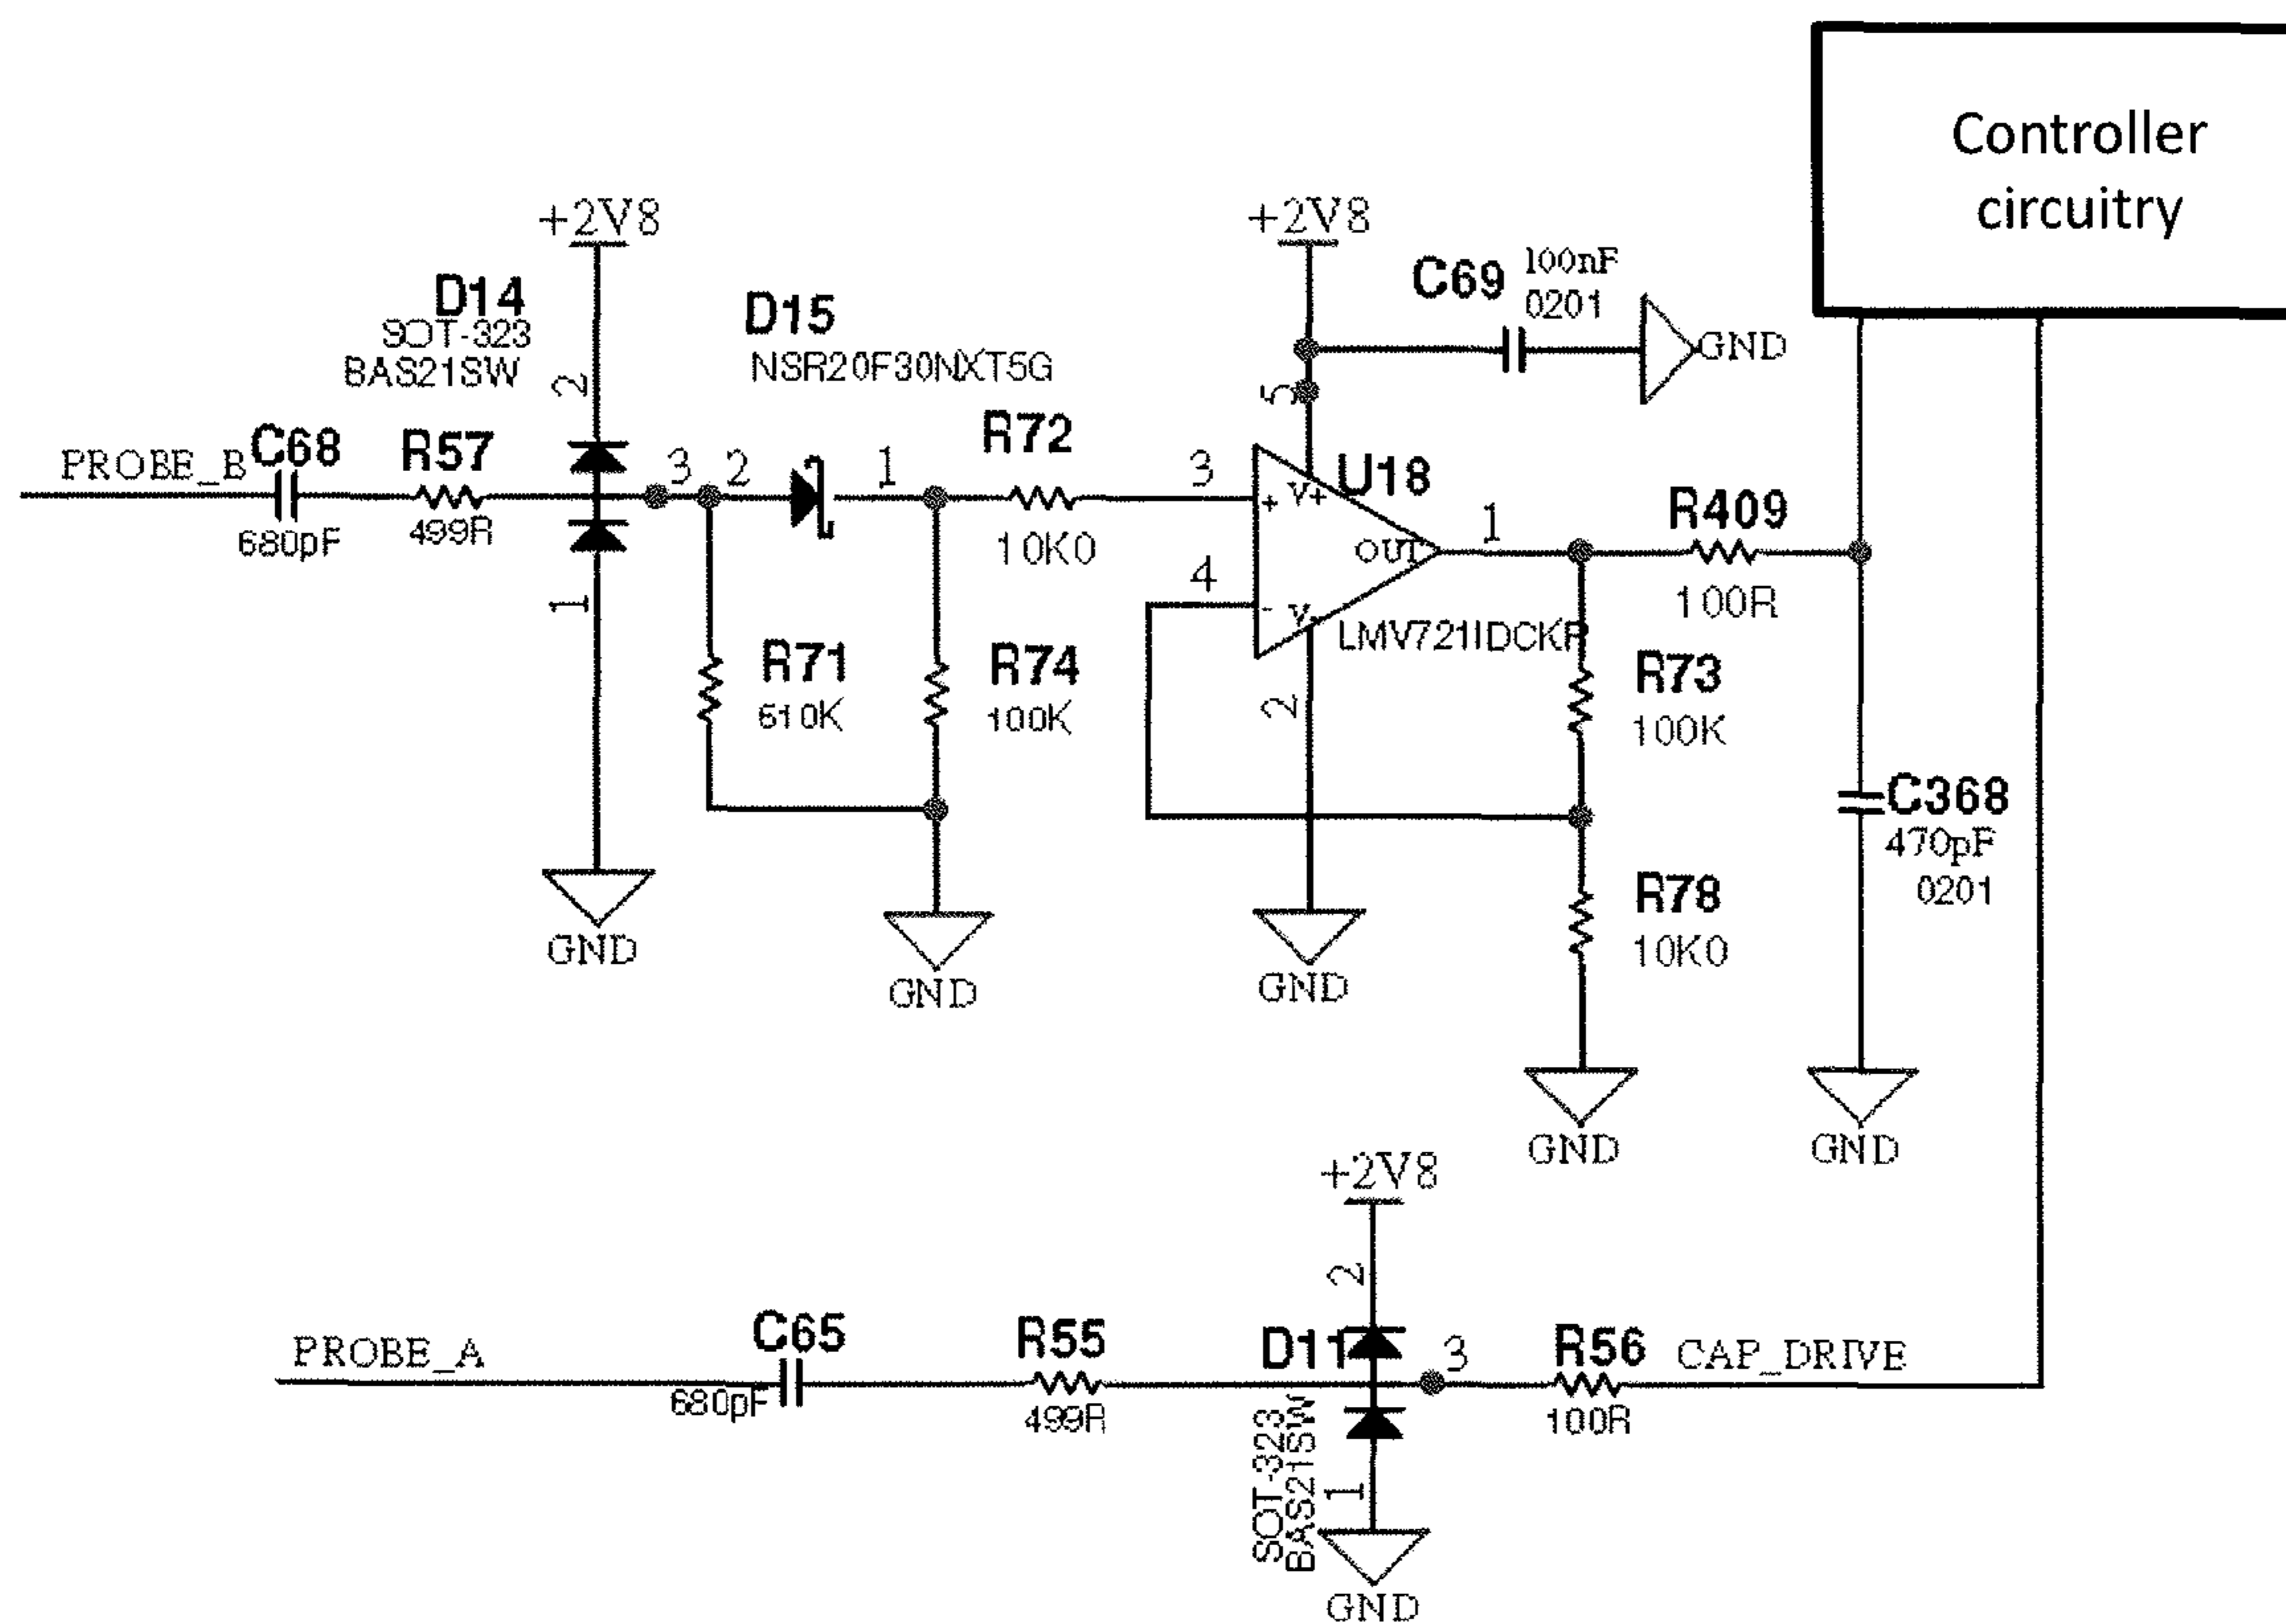 Controller
circuitry
+2V8
+2V8
C69
100nF
0201
GND
D14
SOT-323
BAS21SW
2
D15
NSR20F30NXT5G
5
PROBE_B
C68
680pF
R57
499R
3
2
1
R72
10K0
3
4
+
V+
-
V-
OUT
U18
LMV721IDCKR
1
R409
100R
1
R71
610K
R74
100K
2
R73
100K
C368
470pF
0201
R78
10K0
GND
GND
GND
GND
GND
+2V8
2
PROBE_A
C65
680pF
R55
499R
D11
SOT-323
BAS21SW
3
R56
100R
CAP_DRIVE
1
GND